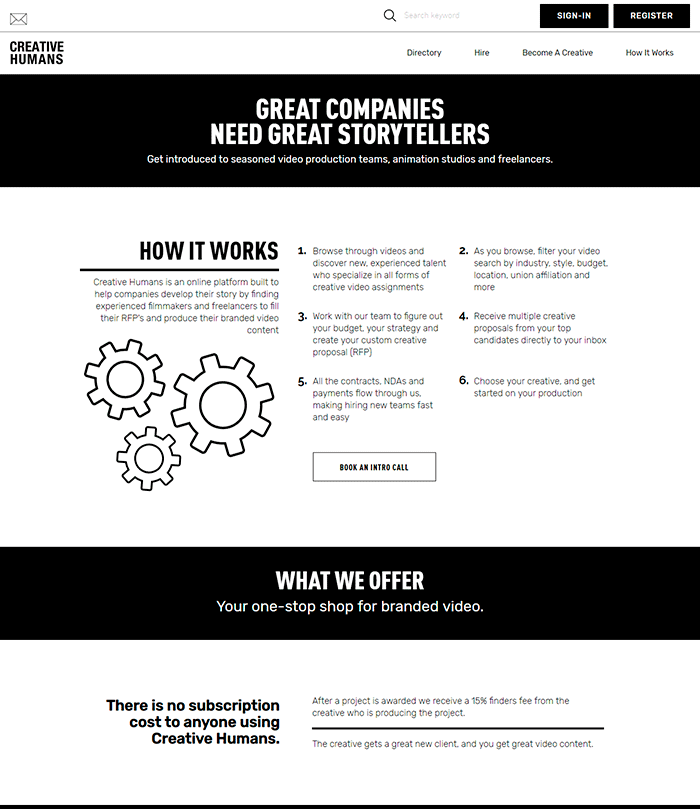 Search keyword
SIGN-IN
REGISTER
CREATIVE
HUMANS
Directory
Hire
Become A Creative
How It Works
GREAT COMPANIES
NEED GREAT STORYTELLERS
Get introduced to seasoned video production teams, animation studios and freelancers.
HOW IT WORKS
Creative Humans is an online platform built to
help companies develop their story by finding
experienced filmmakers and freelancers to fill
their RFP's and produce their branded video
content
1. Browse through videos and
discover new, experienced talent
who specialize in all forms of
creative video assignments
2. As you browse, filter your video
search by industry, style, budget,
location, union affiliation and
more
3. Work with our team to figure out
your budget, your strategy and
create your custom creative
proposal (RFP)
4. Receive multiple creative
proposals from your top
candidates directly to your inbox
5. All the contracts, NDAs and
payments flow through us,
making hiring new teams fast
and easy
6. Choose your creative, and get
started on your production
BOOK AN INTRO CALL
WHAT WE OFFER
Your one-stop shop for branded video.
There is no subscription
cost to anyone using
Creative Humans.
After a project is awarded we receive a 15% finders fee from the
creative who is producing the project.
The creative gets a great new client, and you get great video content.